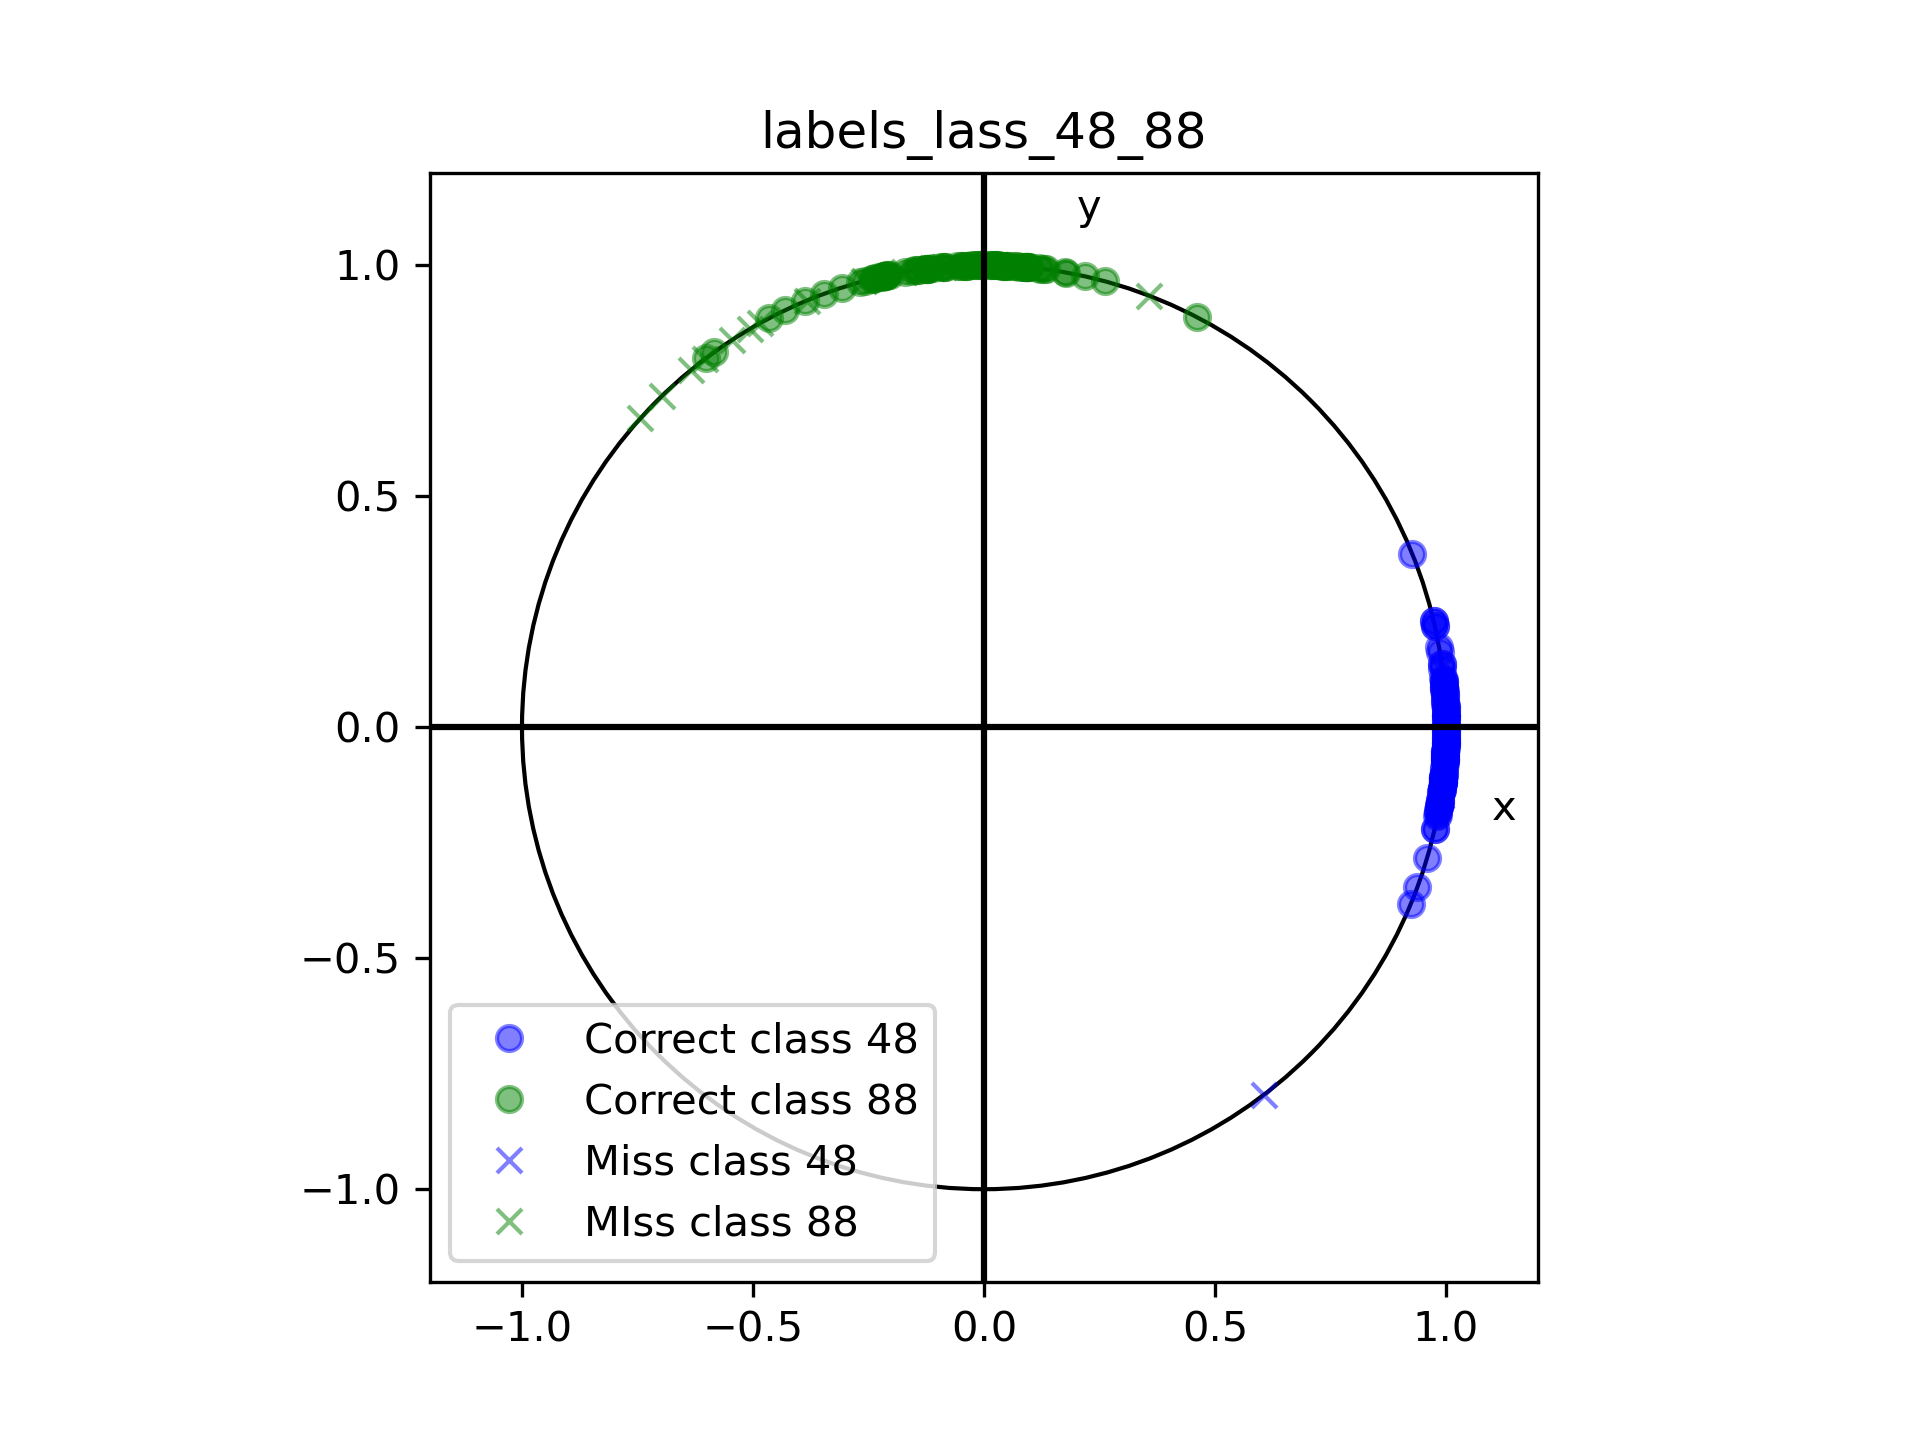 labels_lass_48_88
y
1.0
0.5
0.0
x
−0.5
−1.0
Correct class 48
Correct class 88
Miss class 48
MIss class 88
−1.0 −0.5 0.0 0.5 1.0